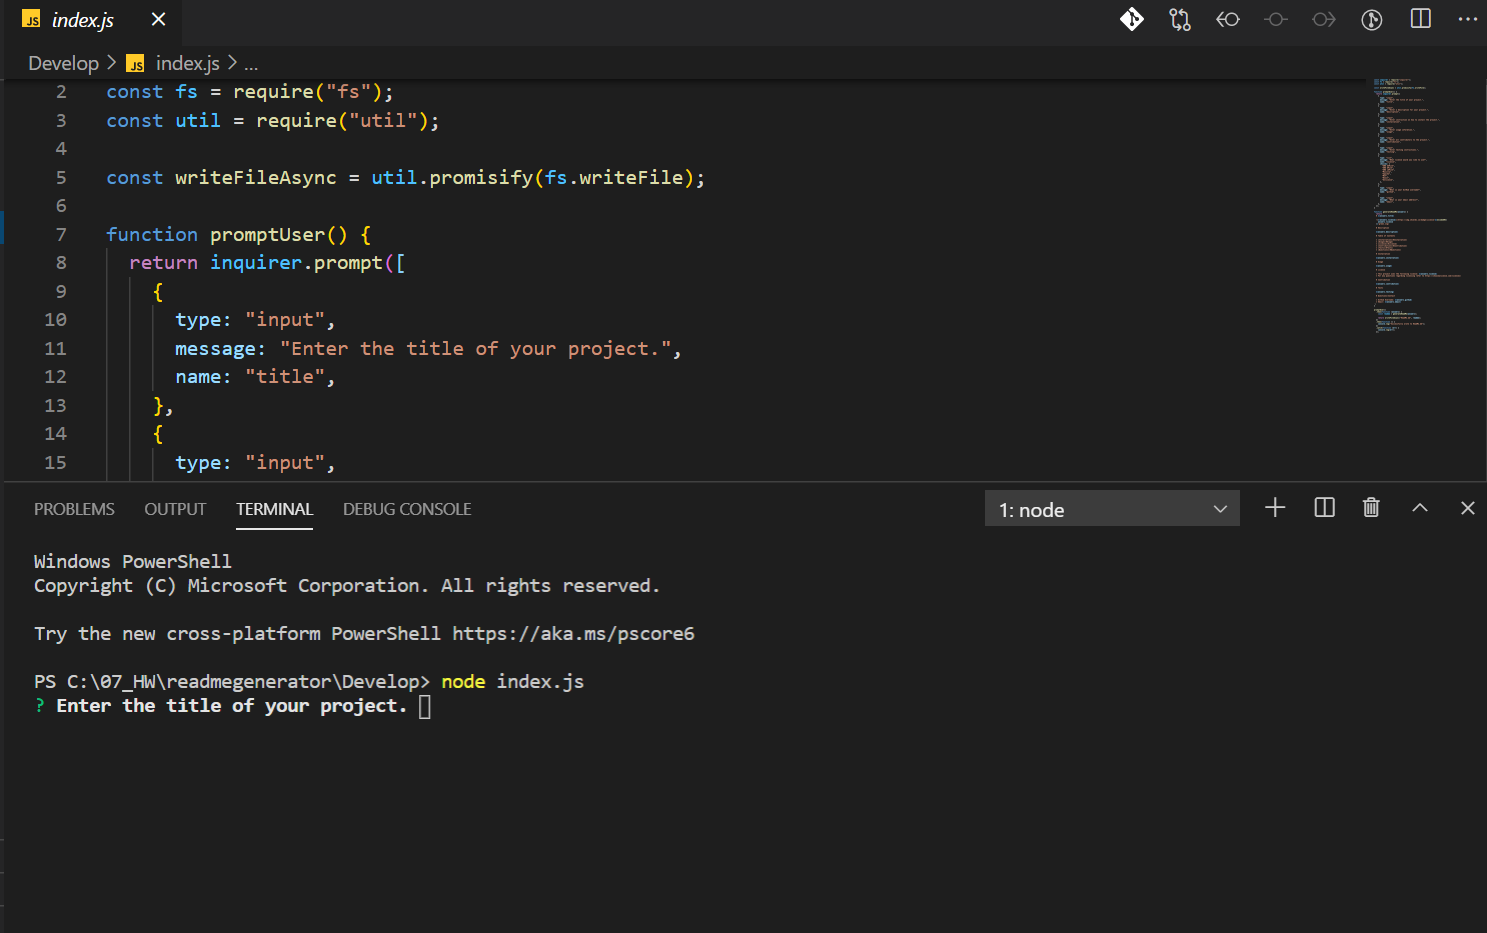 JS index.js
Develop > JS index.js > ...
2 const fs = require("fs");
3 const util = require("util");
4
5 const writeFileAsync = util.promisify(fs.writeFile);
6
7 function promptUser() {
8 return inquirer.prompt([
9 {
10 type: "input",
11 message: "Enter the title of your project.",
12 name: "title",
13 },
14 {
15 type: "input",
PROBLEMS OUTPUT TERMINAL DEBUG CONSOLE 1: node
Windows PowerShell
Copyright (C) Microsoft Corporation. All rights reserved.
Try the new cross-platform PowerShell https://aka.ms/pscore6
PS C:\07_HW\readmegenerator\Develop> node index.js
? Enter the title of your project.